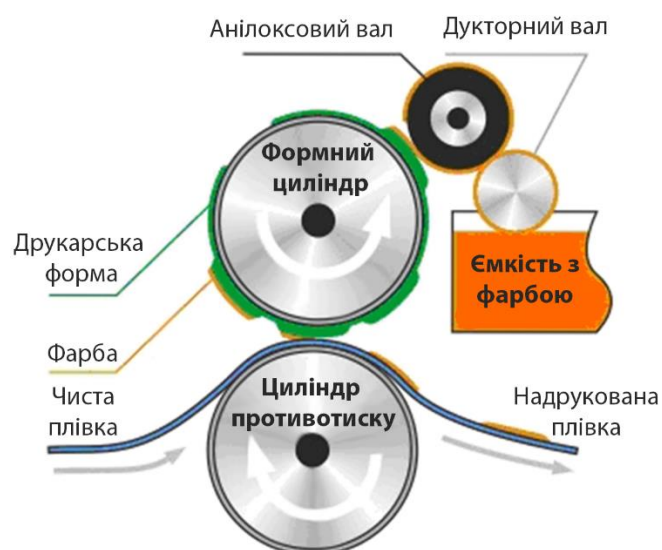 Анілоксовий вал
Дукторний вал
Формний
циліндр
Друкарська
форма
Ємкість з
фарбою
Фарба
Чиста
плівка
Циліндр
противотиску
Надрукована
плівка